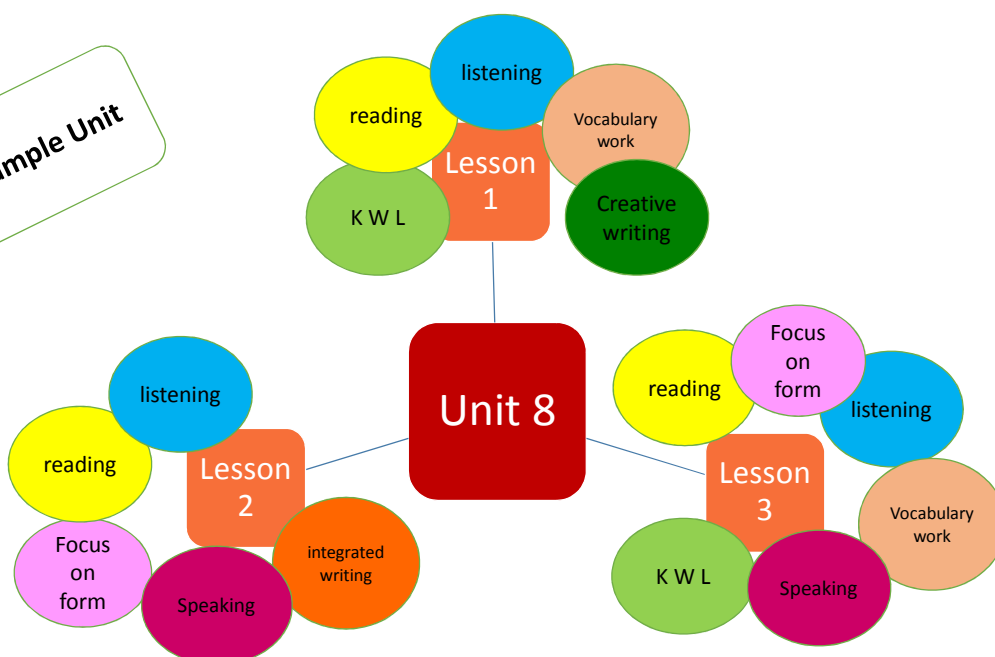 Unit
listening
reading
Vocabulary
work
Lesson
1
K W L
Creative
writing
Unit 8
listening
reading
Lesson
2
Focus
on
form
Speaking
integrated
writing
Focus
on
form
reading
listening
Lesson
3
Vocabulary
work
K W L
Speaking